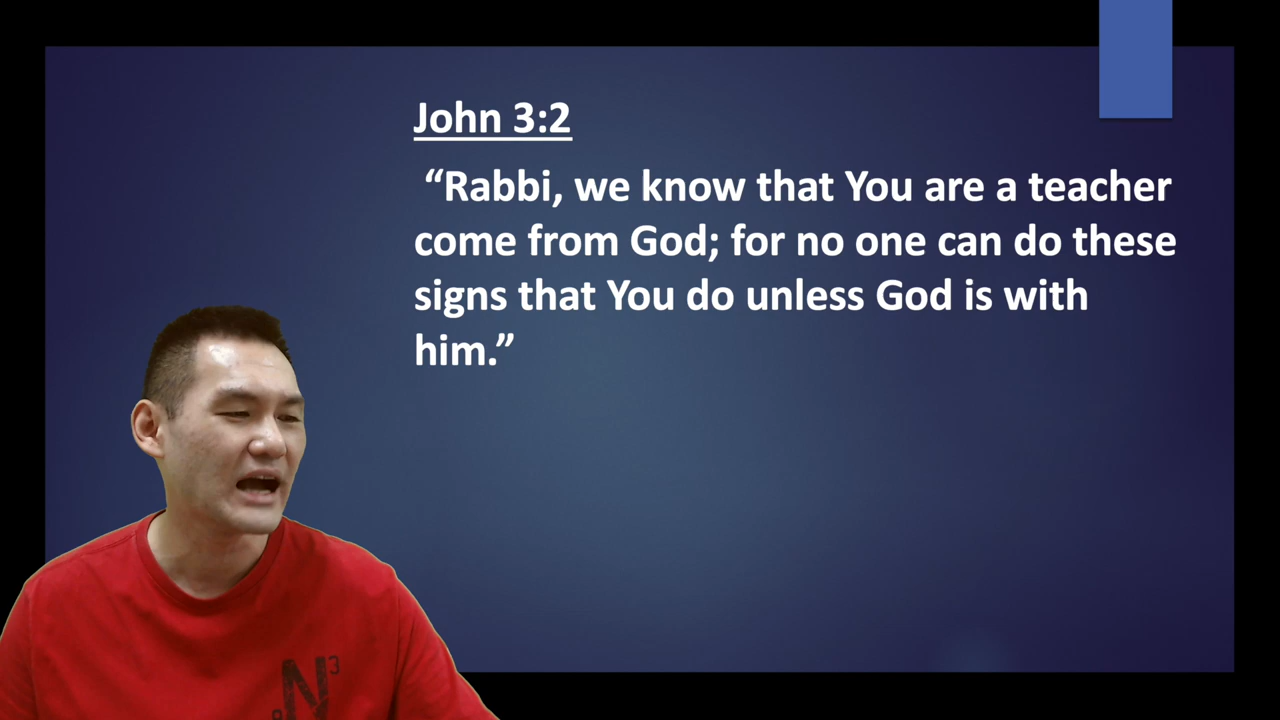 John 3:2
“Rabbi, we know that You are a teacher
come from God; for no one can do these
signs that You do unless God is with
him.”
N3